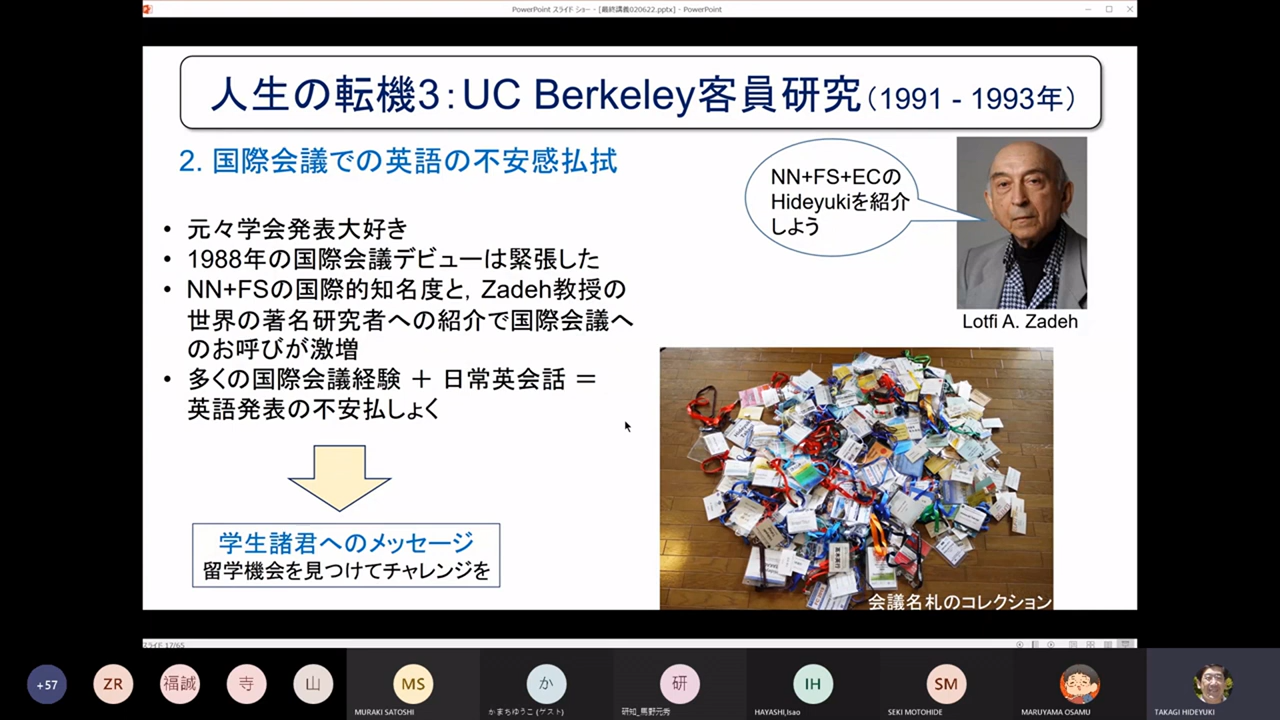 PowerPoint スライド ショー - [最終講義020622.pptx] - PowerPoint
人生の転機3：UC Berkeley客員研究（1991 - 1993年）
2. 国際会議での英語の不安感払拭
NN+FS+ECの
Hideyukiを紹介
しよう
• 元々学会発表大好き
• 1988年の国際会議デビューは緊張した
• NN+FSの国際的知名度と，Zadeh教授の
世界の著名研究者への紹介で国際会議へ
のお呼びが激増
• 多くの国際会議経験 ＋ 日常英会話 ＝
英語発表の不安払しょく
Lotfi A. Zadeh
学生諸君へのメッセージ
留学機会を見つけてチャレンジを
会議名札のコレクション
スライド 17/65
+57
ZR
福誠
寺
山
MS
MURAKI SATOSHI
か
かまちゆうこ (ゲスト)
研
研知_馬野元秀
IH
HAYASHI,Isao
SM
SEKI MOTOHIDE
MARUYAMA OSAMU
TAKAGI HIDEYUKI